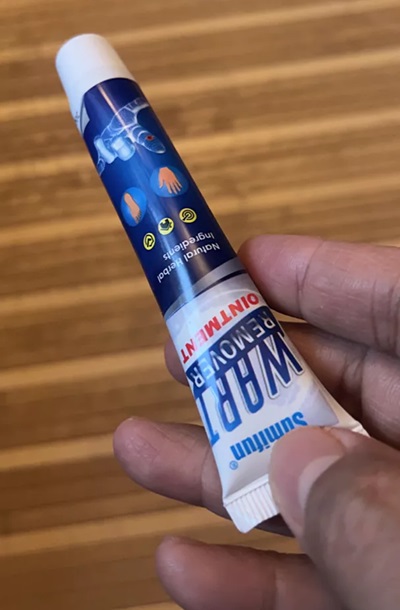 Sumifun®
WART
REMOVER
OINTMENT
Natural Herbal
Ingredients